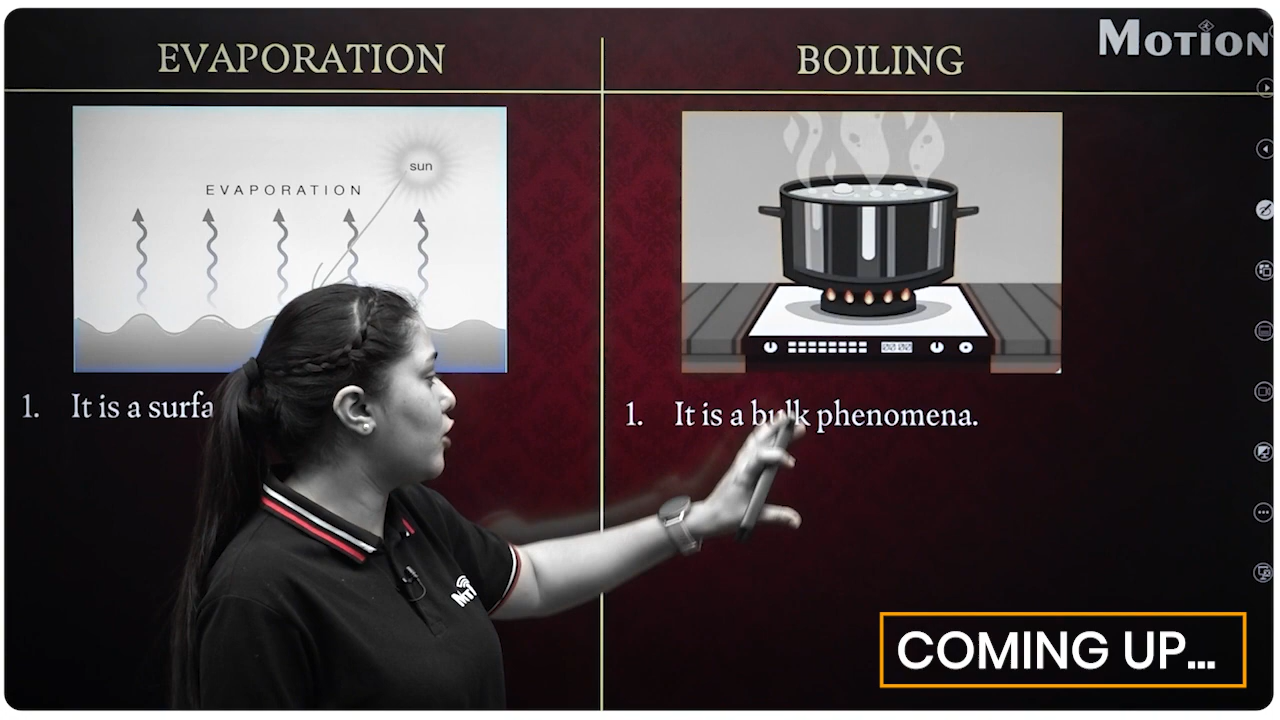 EVAPORATION
BOILING
MOTION
sun
EVAPORATION
1. It is a surfa
1. It is a bulk phenomena.
COMING UP...